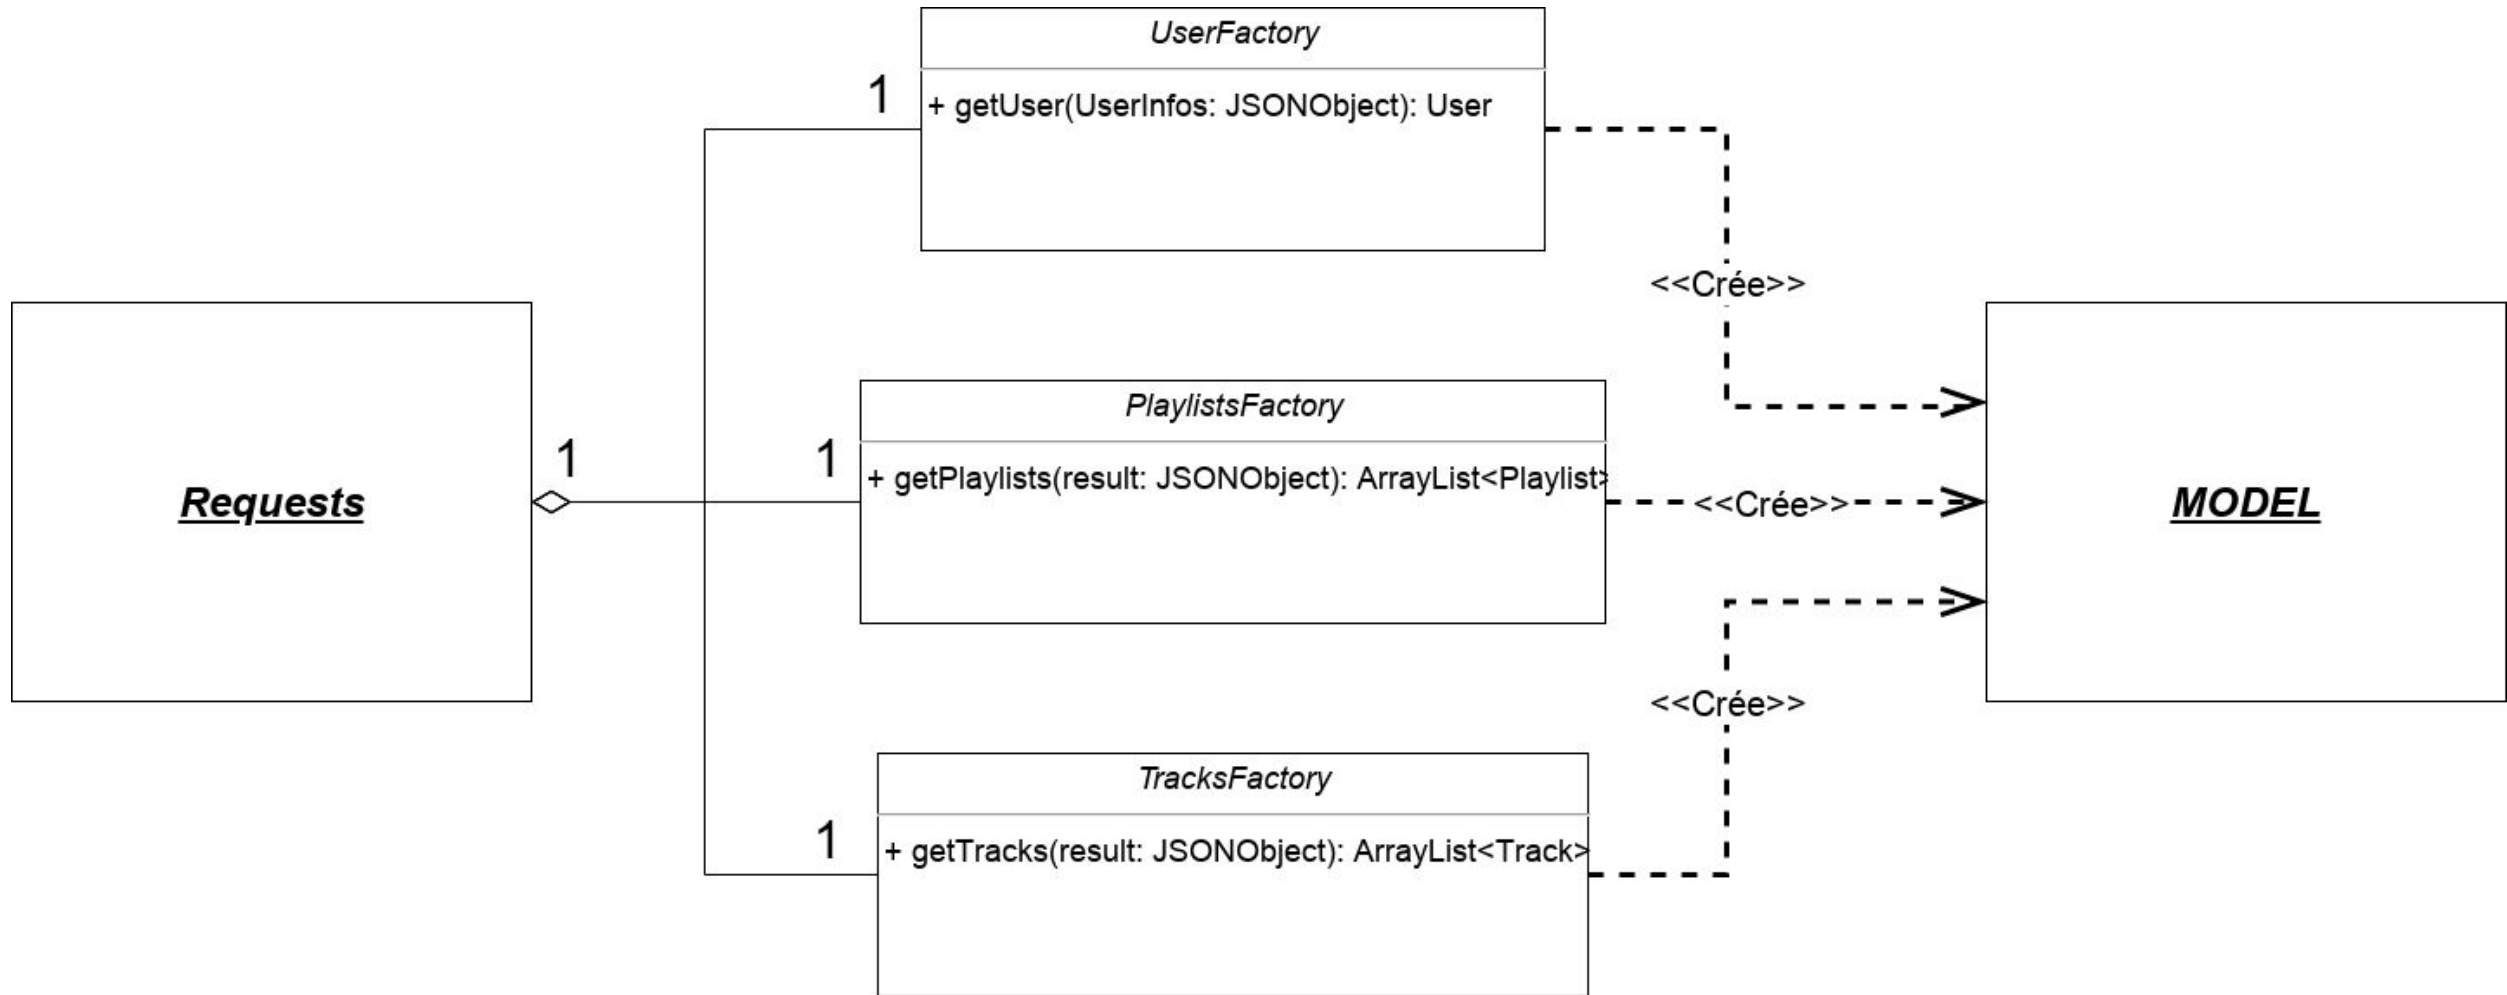 UserFactory
1
+ getUser(UserInfos: JSONObject): User
<<Crée>>
Requests
1
1
PlaylistsFactory
+ getPlaylists(result: JSONObject): ArrayList<Playlist>
<<Crée>>
MODEL
<<Crée>>
TracksFactory
1
+ getTracks(result: JSONObject): ArrayList<Track>